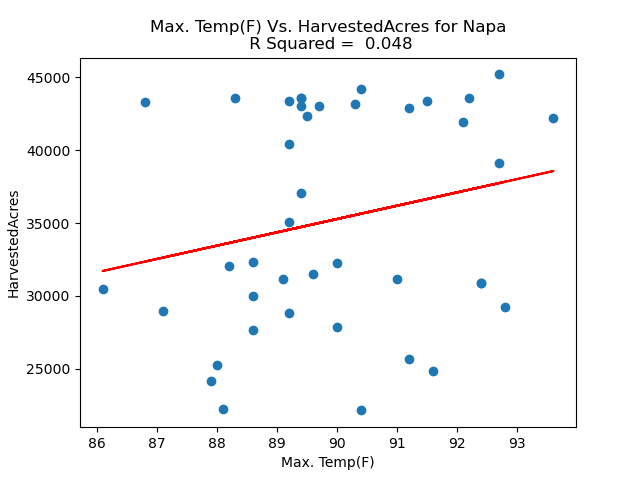 Max. Temp(F) Vs. HarvestedAcres for Napa
R Squared =  0.048
45000
40000
35000
30000
25000
HarvestedAcres
86 87 88 89 90 91 92 93
Max. Temp(F)